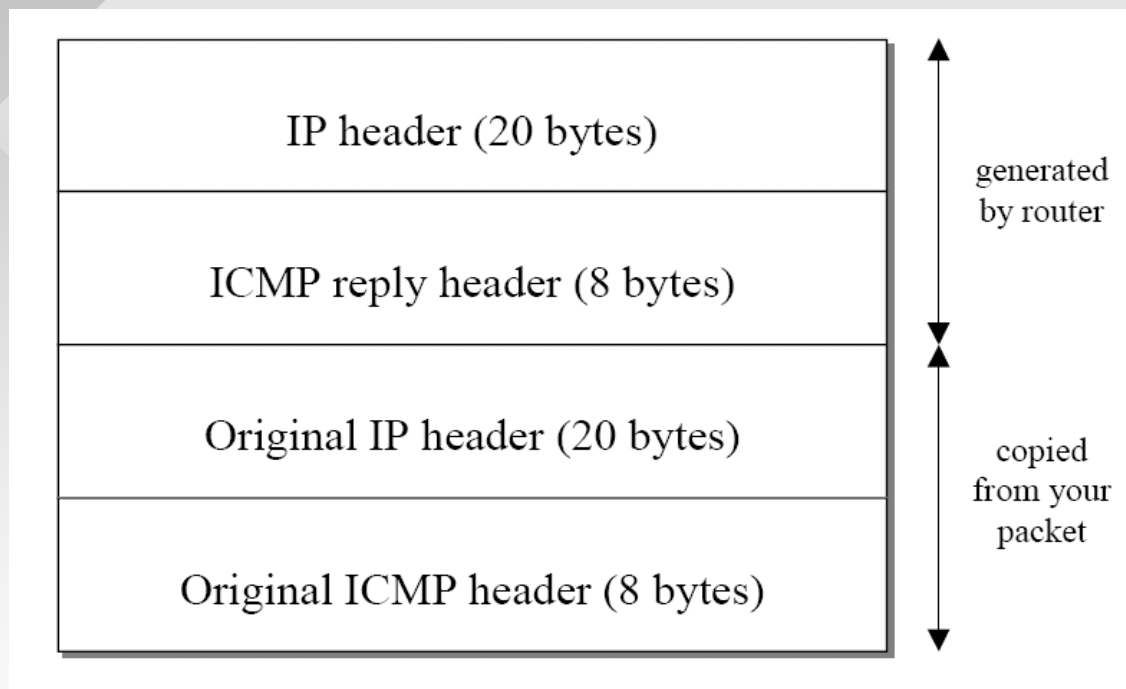 IP header (20 bytes)
generated
by router
ICMP reply header (8 bytes)
Original IP header (20 bytes)
copied
from your
packet
Original ICMP header (8 bytes)